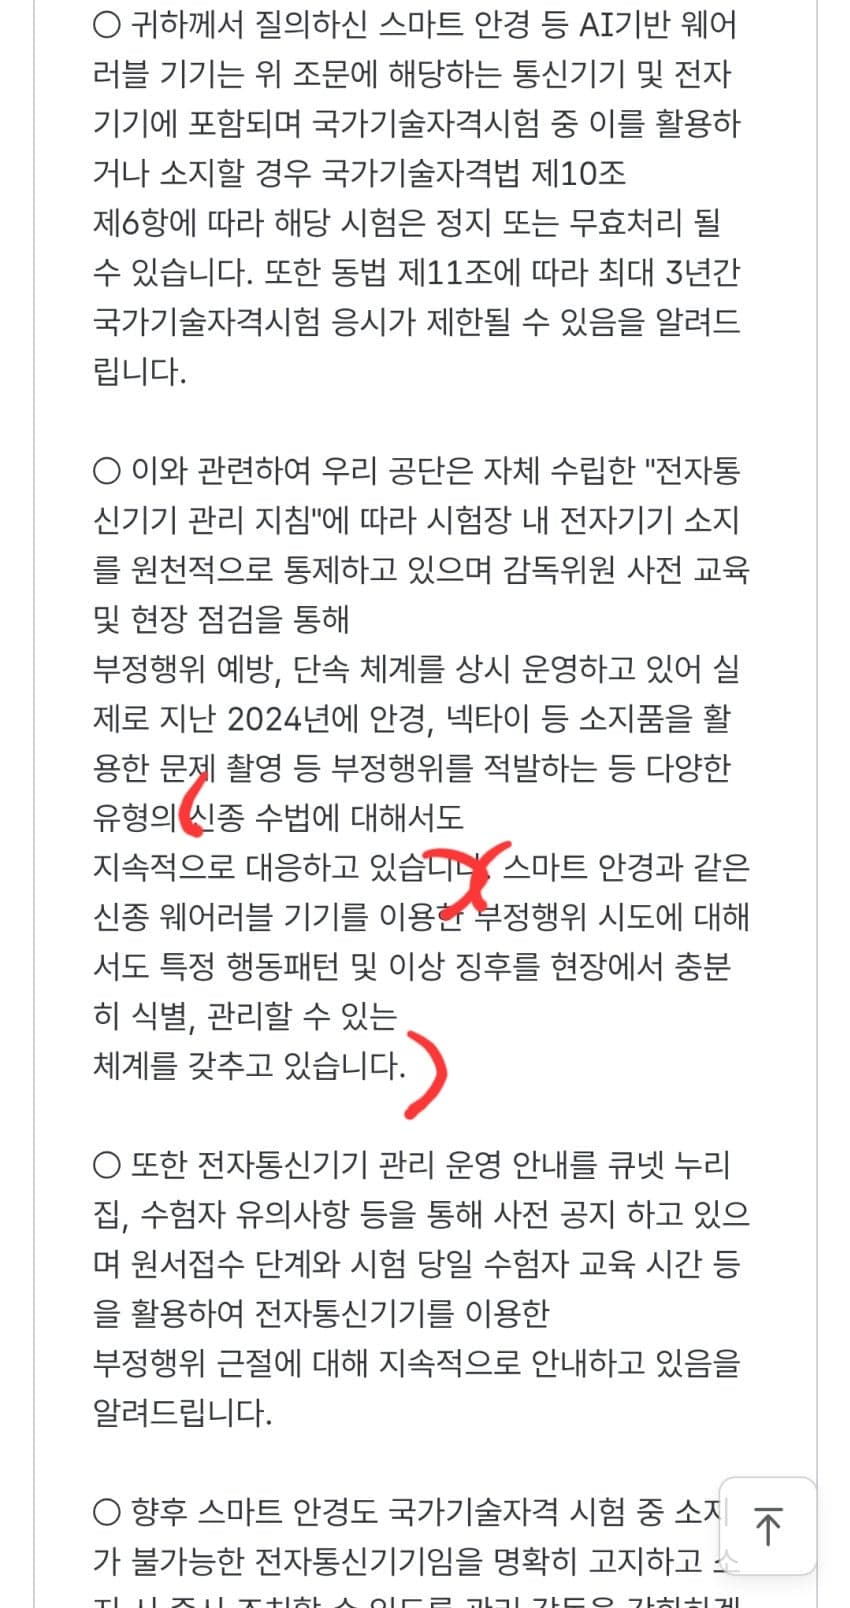 ○ 귀하께서 질의하신 스마트 안경 등 AI기반 웨어
러블 기기는 위 조문에 해당하는 통신기기 및 전자
기기에 포함되며 국가기술자격시험 중 이를 활용하
거나 소지할 경우 국가기술자격법 제10조
제6항에 따라 해당 시험은 정지 또는 무효처리 될
수 있습니다. 또한 동법 제11조에 따라 최대 3년간
국가기술자격시험 응시가 제한될 수 있음을 알려드
립니다.
○ 이와 관련하여 우리 공단은 자체 수립한 "전자통
신기기 관리 지침"에 따라 시험장 내 전자기기 소지
를 원천적으로 통제하고 있으며 감독위원 사전 교육
및 현장 점검을 통해
부정행위 예방, 단속 체계를 상시 운영하고 있어 실
제로 지난 2024년에 안경, 넥타이 등 소지품을 활
용한 문제 촬영 등 부정행위를 적발하는 등 다양한
유형의 신종 수법에 대해서도
지속적으로 대응하고 있습니다. 스마트 안경과 같은
신종 웨어러블 기기를 이용한 부정행위 시도에 대해
서도 특정 행동패턴 및 이상 징후를 현장에서 충분
히 식별, 관리할 수 있는
체계를 갖추고 있습니다.
○ 또한 전자통신기기 관리 운영 안내를 큐넷 누리
집, 수험자 유의사항 등을 통해 사전 공지 하고 있으
며 원서접수 단계와 시험 당일 수험자 교육 시간 등
을 활용하여 전자통신기기를 이용한
부정행위 근절에 대해 지속적으로 안내하고 있음을
알려드립니다.
○ 향후 스마트 안경도 국가기술자격 시험 중 소지
가 불가능한 전자통신기기임을 명확히 고지하고 소